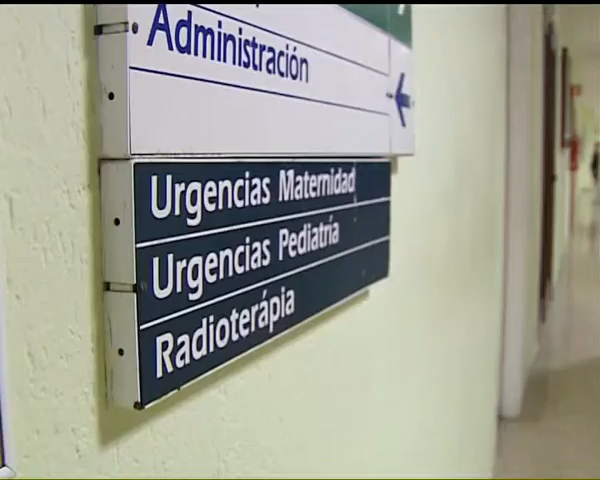 Administración
Urgencias Maternidad
Urgencias Pediatría
Radioterápia